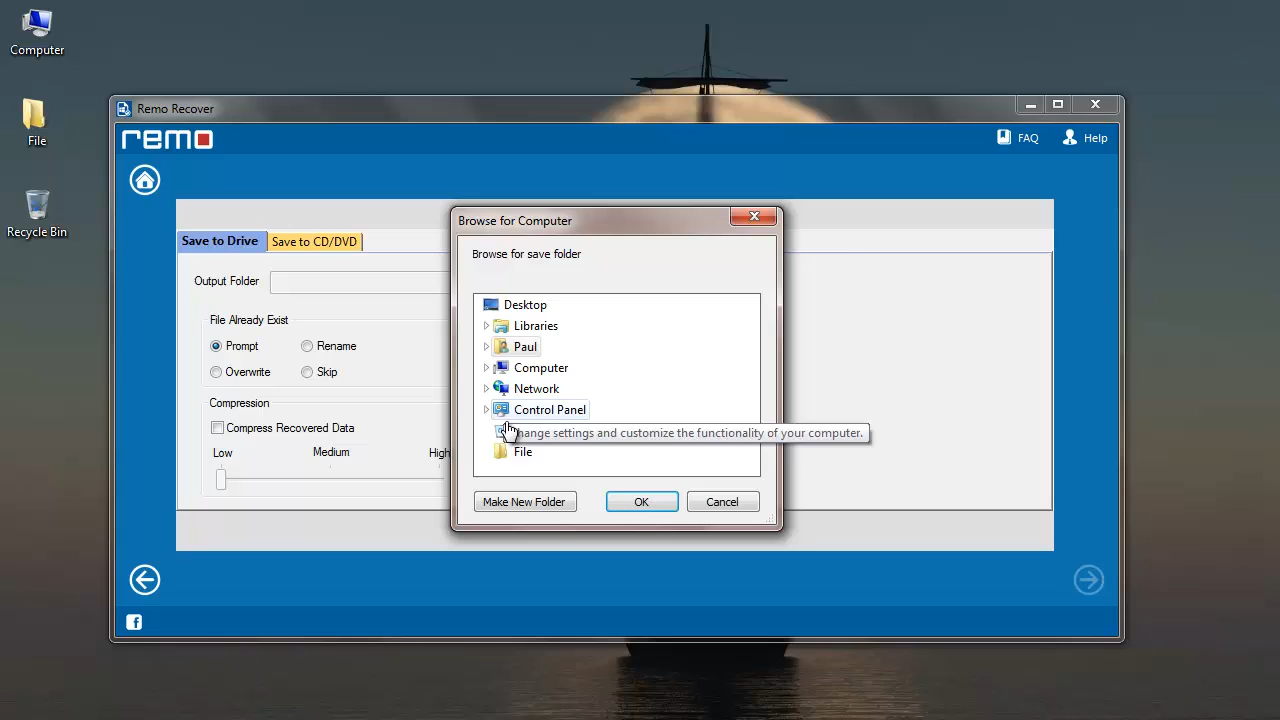 Computer
File
Recycle Bin
Remo Recover
remo
FAQ
Help
Save to Drive
Save to CD/DVD
Output Folder
File Already Exist
Prompt
Rename
Overwrite
Skip
Compression
Compress Recovered Data
Low
Medium
High
Browse for Computer
Browse for save folder
Desktop
Libraries
Paul
Computer
Network
Control Panel
hange settings and customize the functionality of your computer.
File
Make New Folder
OK
Cancel
f